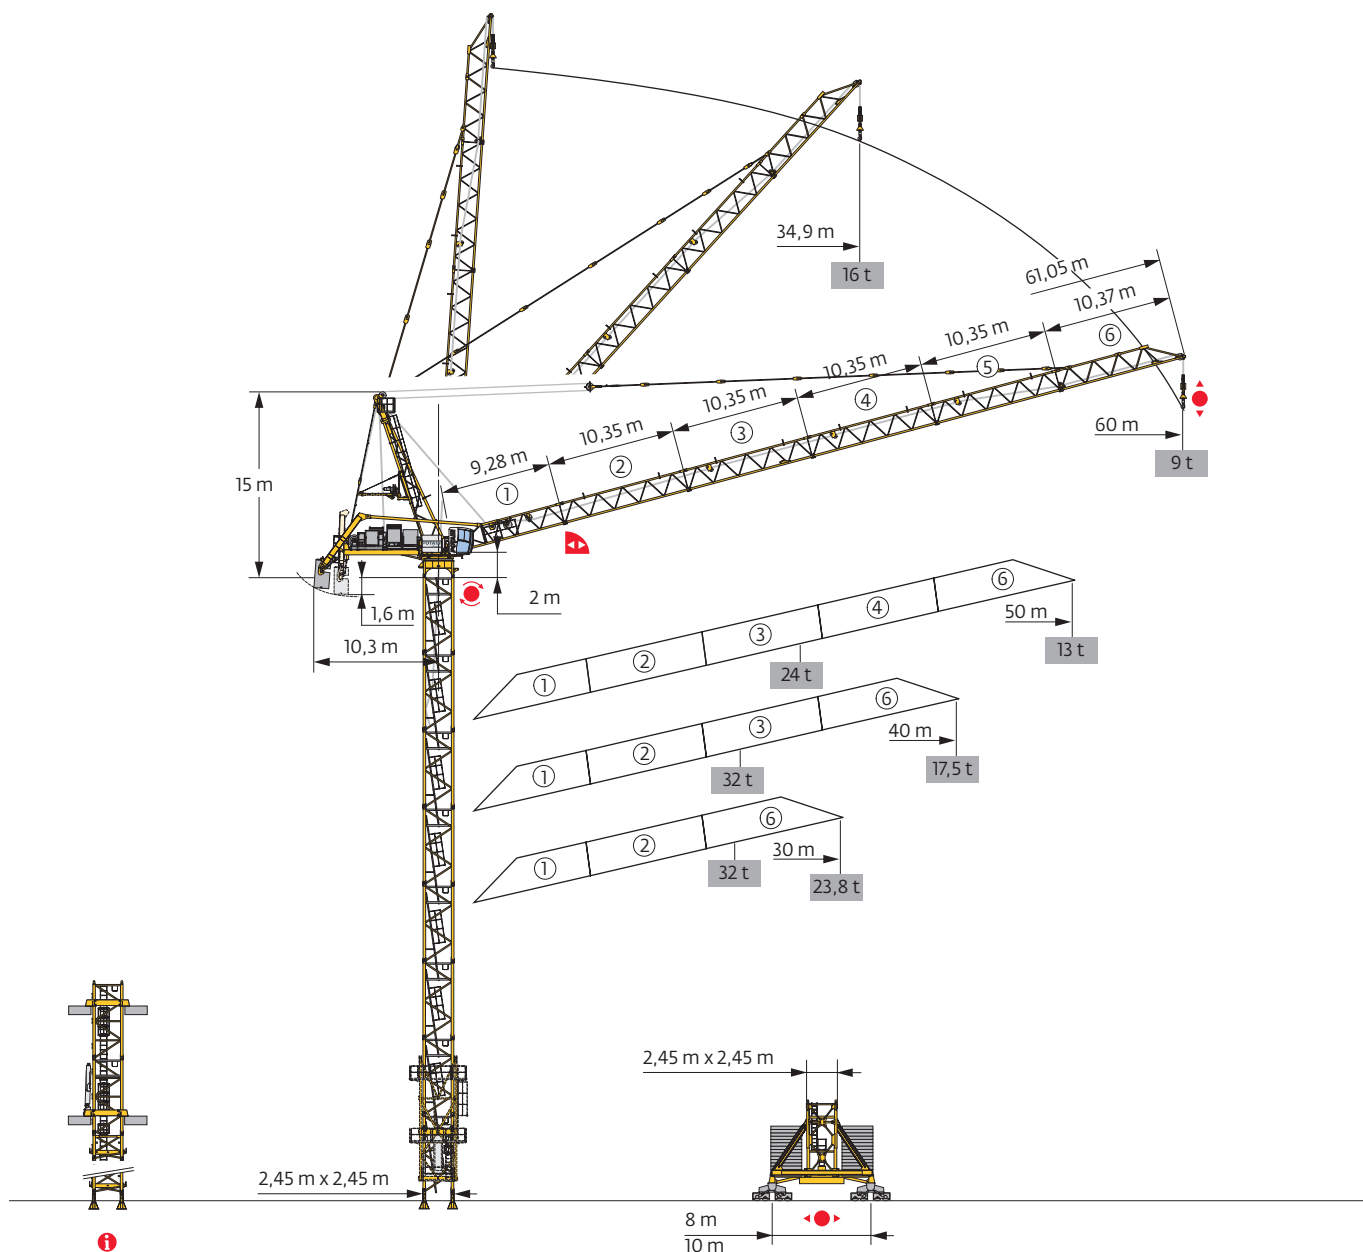 34,9 m
16 t
61,05 m
10,37 m
⑥
10,35 m
⑤
10,35 m
④
10,35 m
③
10,35 m
②
9,28 m
①
60 m
9 t
15 m
2 m
1,6 m
10,3 m
① ② ③ ④ ⑥
50 m
24 t
13 t
① ② ③ ⑥
40 m
32 t
17,5 t
① ② ⑥
30 m
32 t
23,8 t
2,45 m x 2,45 m
2,45 m x 2,45 m
8 m
10 m
i